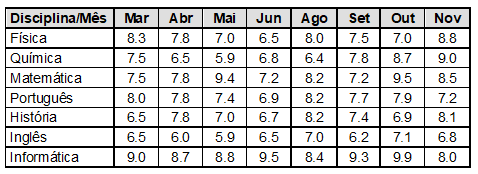 Disciplina/Mês Mar Abr Mai Jun Ago Set Out Nov
Física 8.3 7.8 7.0 6.5 8.0 7.5 7.0 8.8
Química 7.5 6.5 5.9 6.8 6.4 7.8 8.7 9.0
Matemática 7.5 7.8 9.4 7.2 8.2 7.2 9.5 8.5
Português 8.0 7.8 7.4 6.9 8.2 7.7 7.9 7.2
História 6.5 7.8 7.0 6.7 8.2 7.4 6.9 8.1
Inglês 6.5 6.0 5.9 6.5 7.0 6.2 7.1 6.8
Informática 9.0 8.7 8.8 9.5 8.4 9.3 9.9 8.0